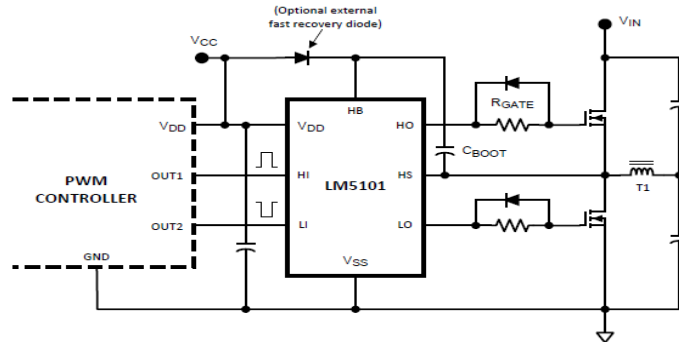 (Optional external
fast recovery diode)
VCC
VIN
HB
RGATE
VDD
VDD
HO
CBOOT
OUT1
HI
LM5101
HS
PWM
CONTROLLER
T1
OUT2
LI
LO
GND
VSS